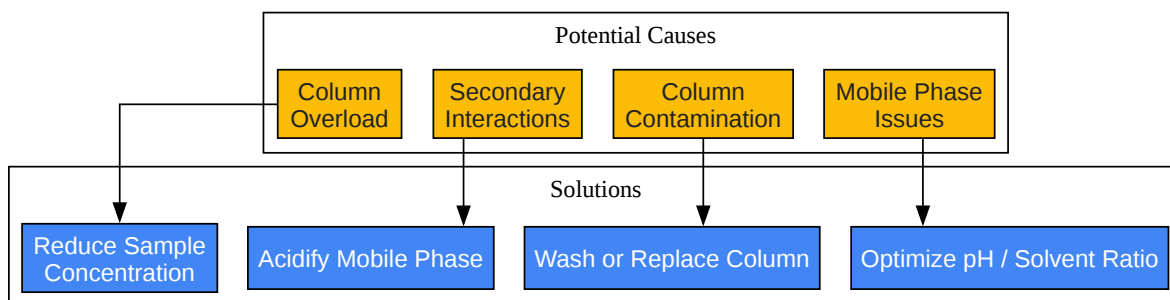 Potential Causes
Column
Overload
Secondary
Interactions
Column
Contamination
Mobile Phase
Issues
Solutions
Reduce Sample
Concentration
Acidify Mobile Phase
Wash or Replace Column
Optimize pH / Solvent Ratio